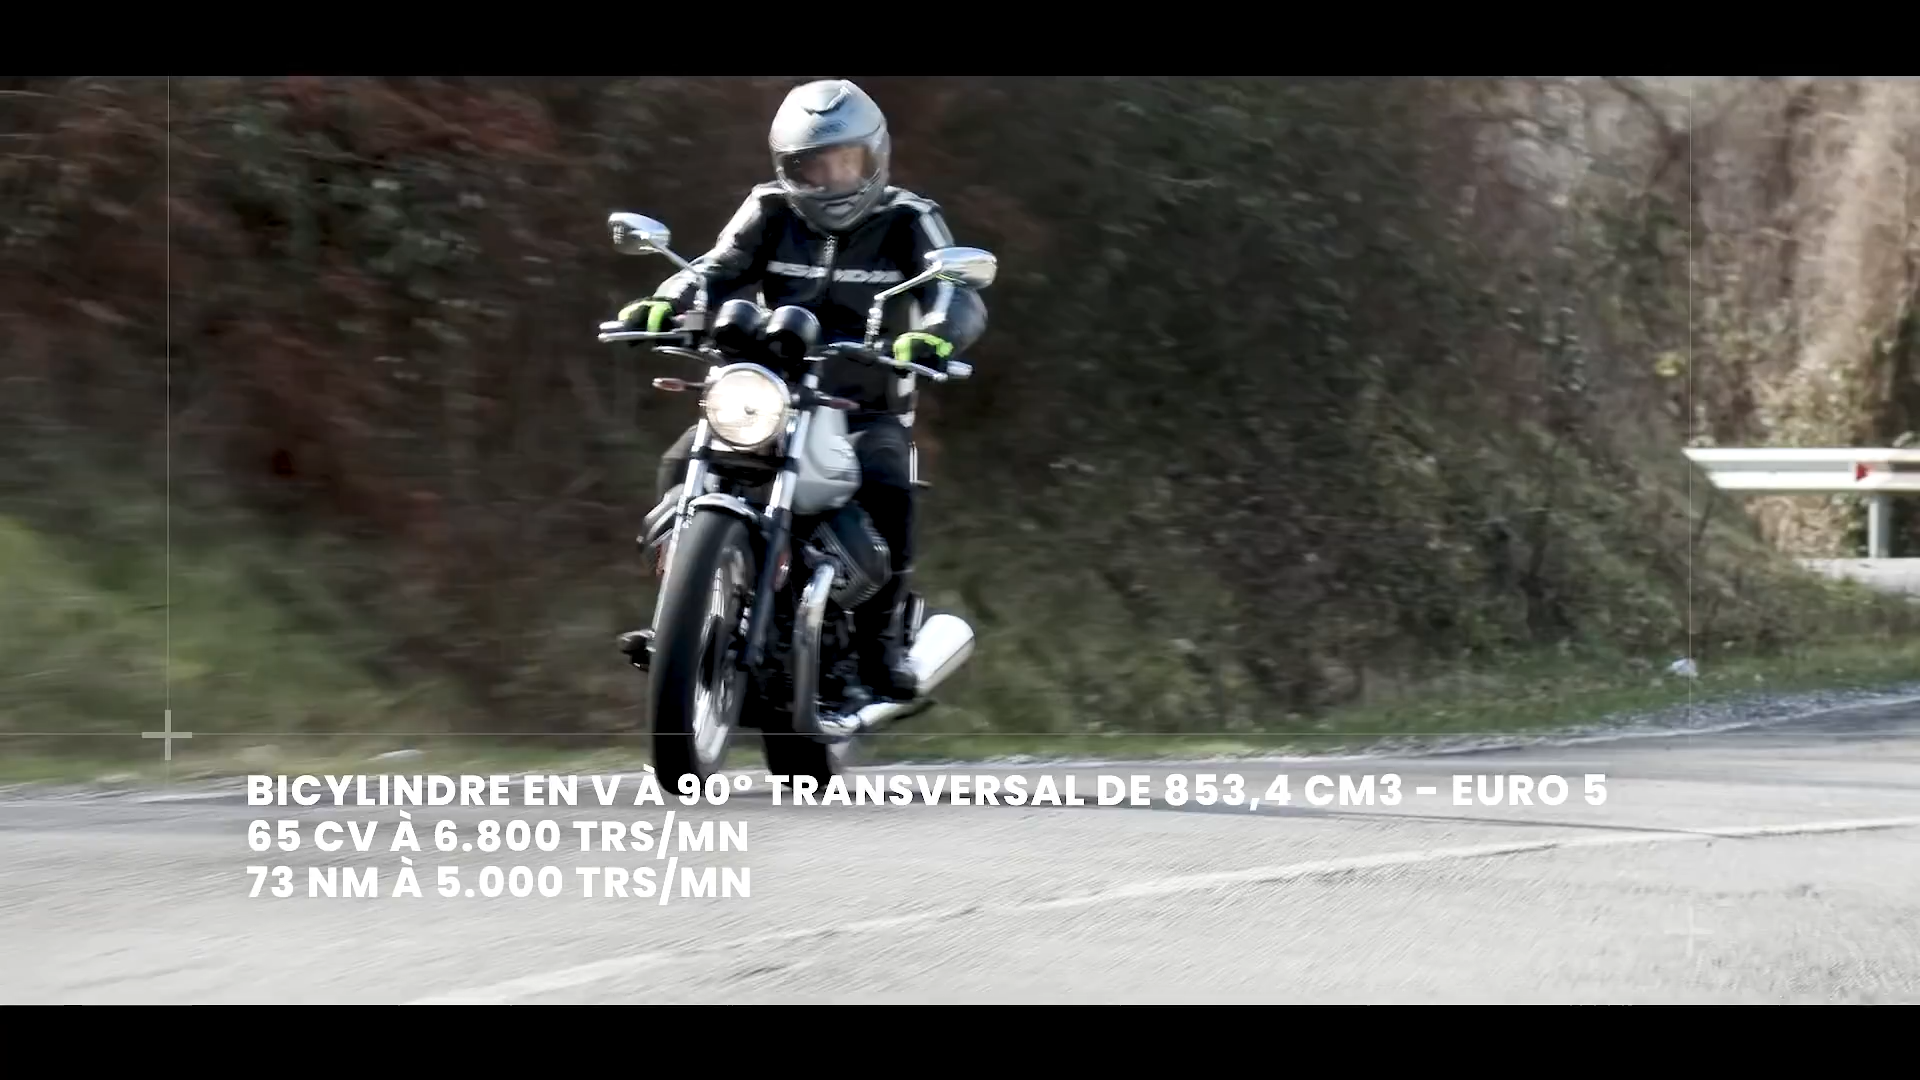 BICYLINDRE EN V À 90° TRANSVERSAL DE 853,4 CM3 - EURO 5
65 CV À 6.800 TRS/MN
73 NM À 5.000 TRS/MN